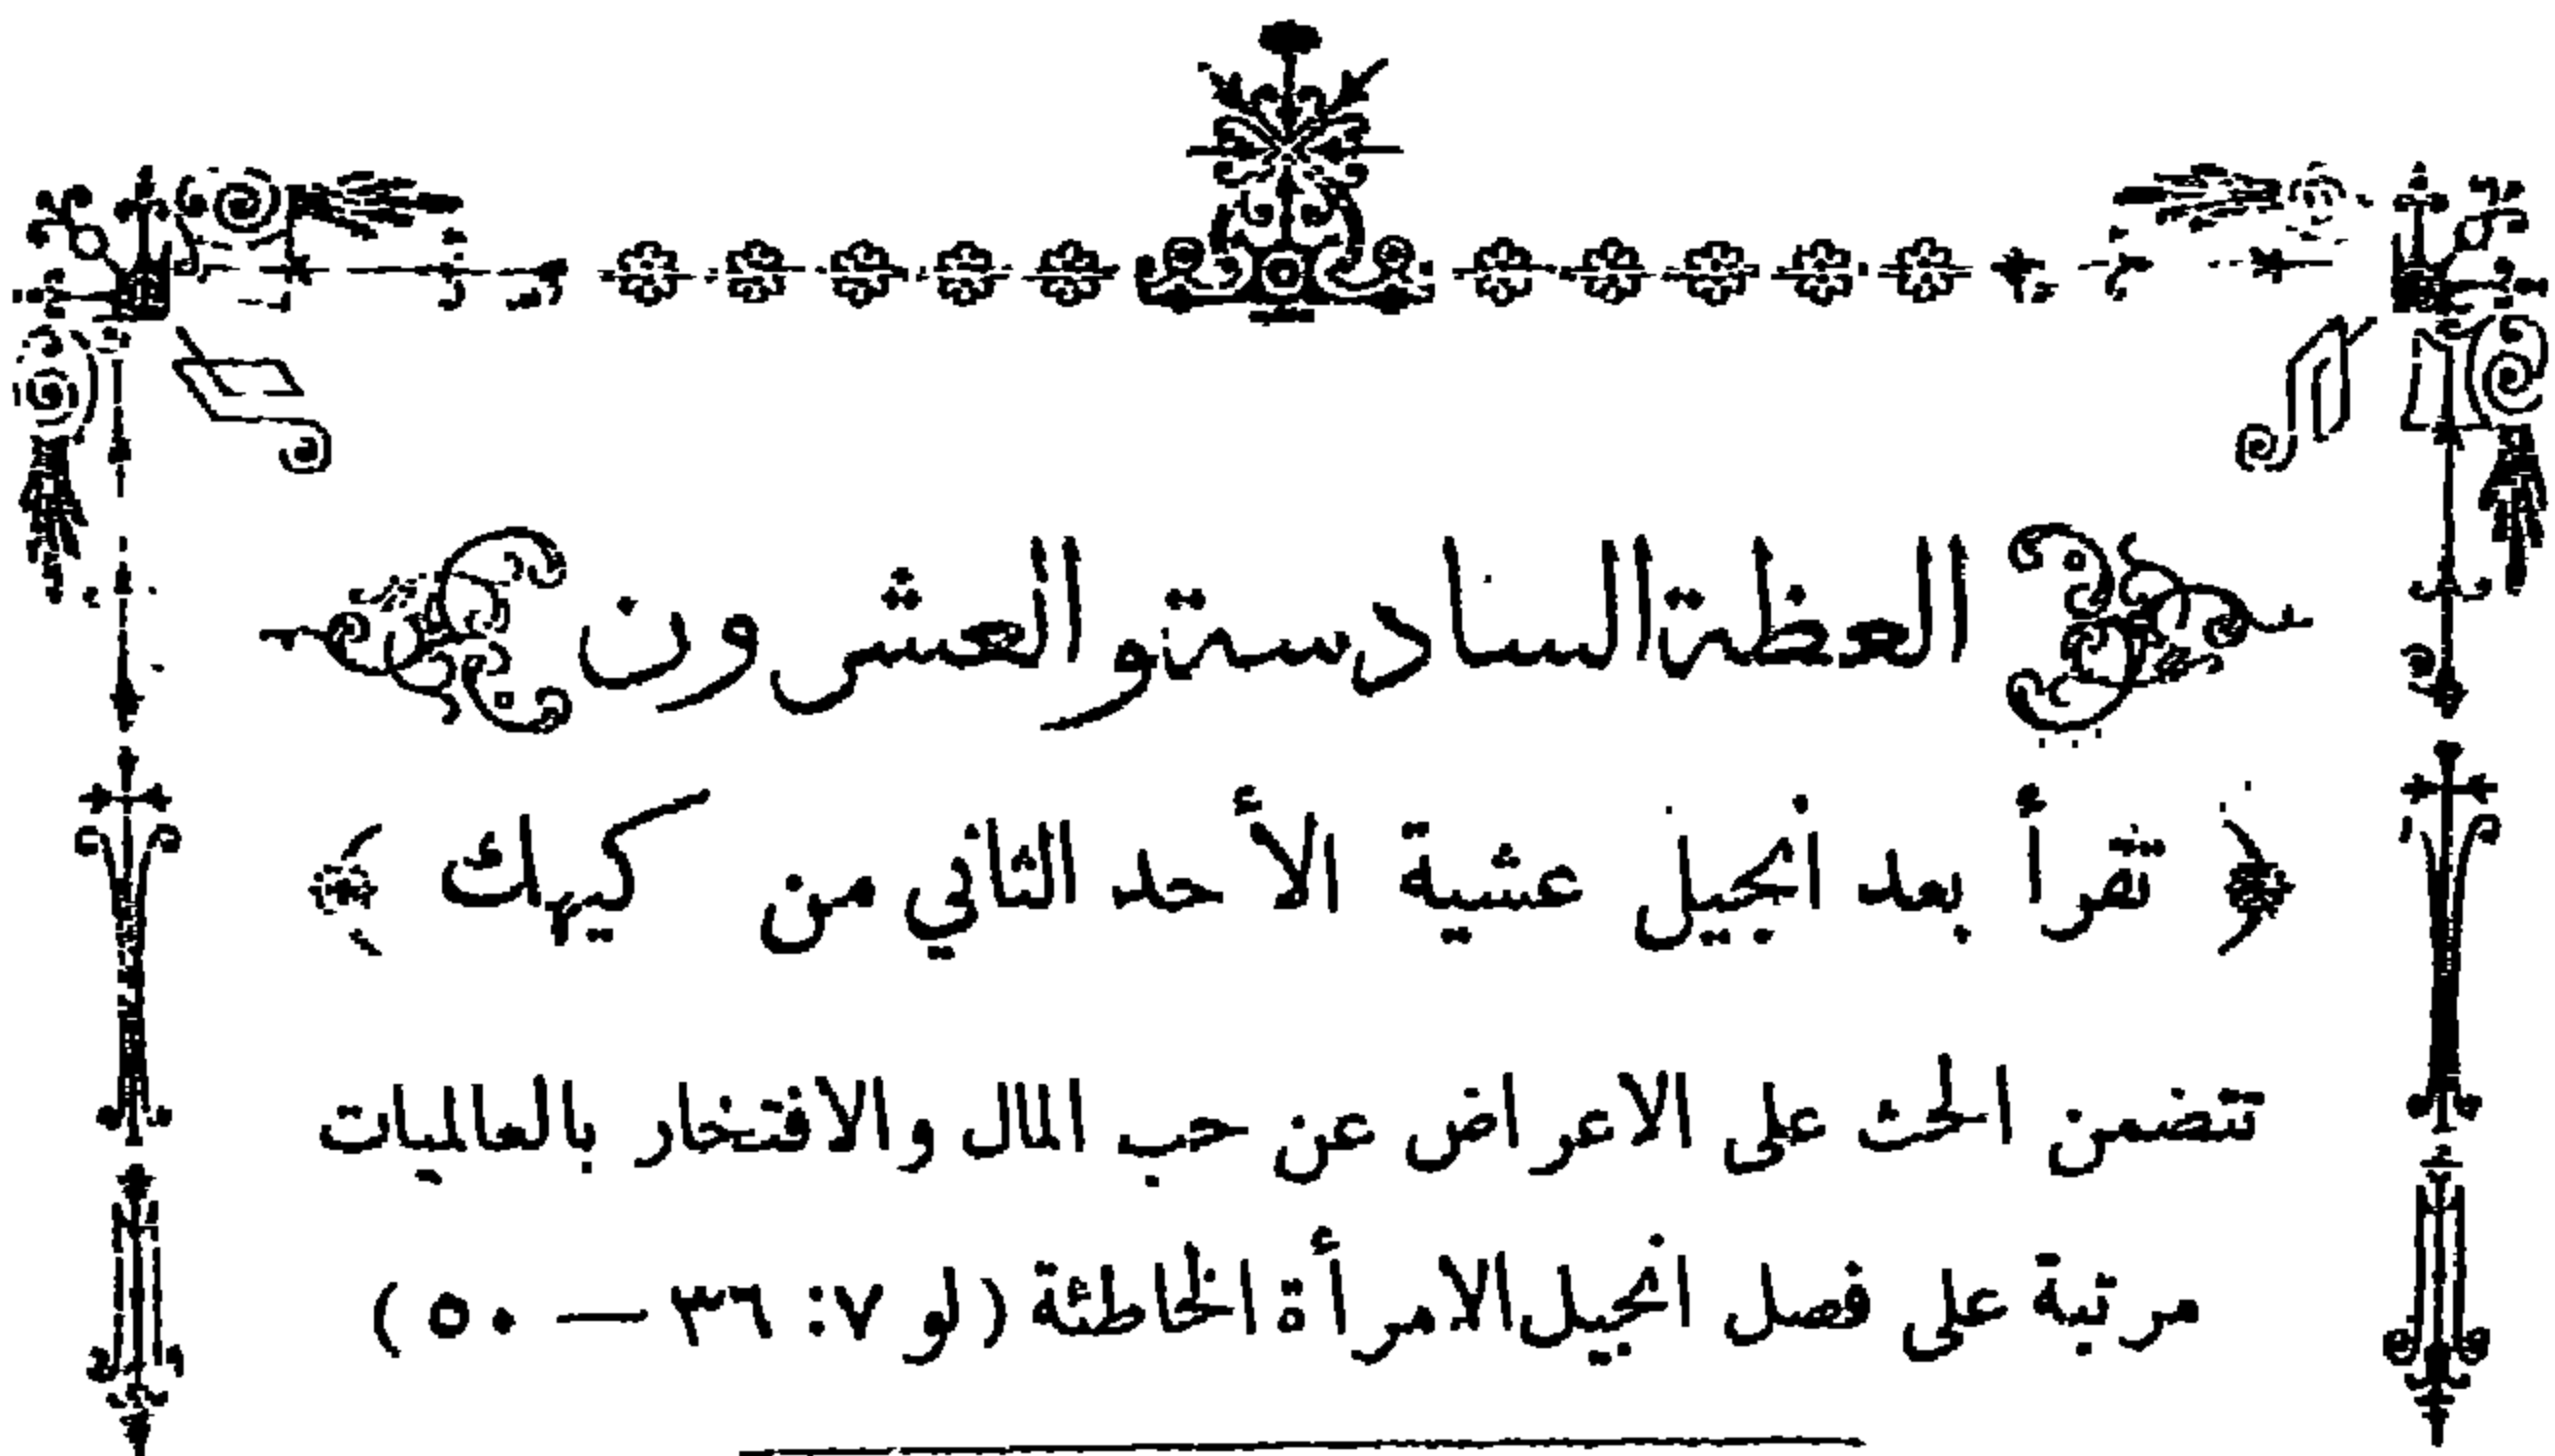 العظة السادسة والعشرون
﴿ تقرأ بعد انجيل عشية الأحد الثاني من كيهك ﴾
تتضمن الحث على الاعراض عن حب المال والافتخار بالعالميات
مرتبة على فصل انجيل الامرأة الخاطئة (لو ٧: ٣٦ — ٥٠)